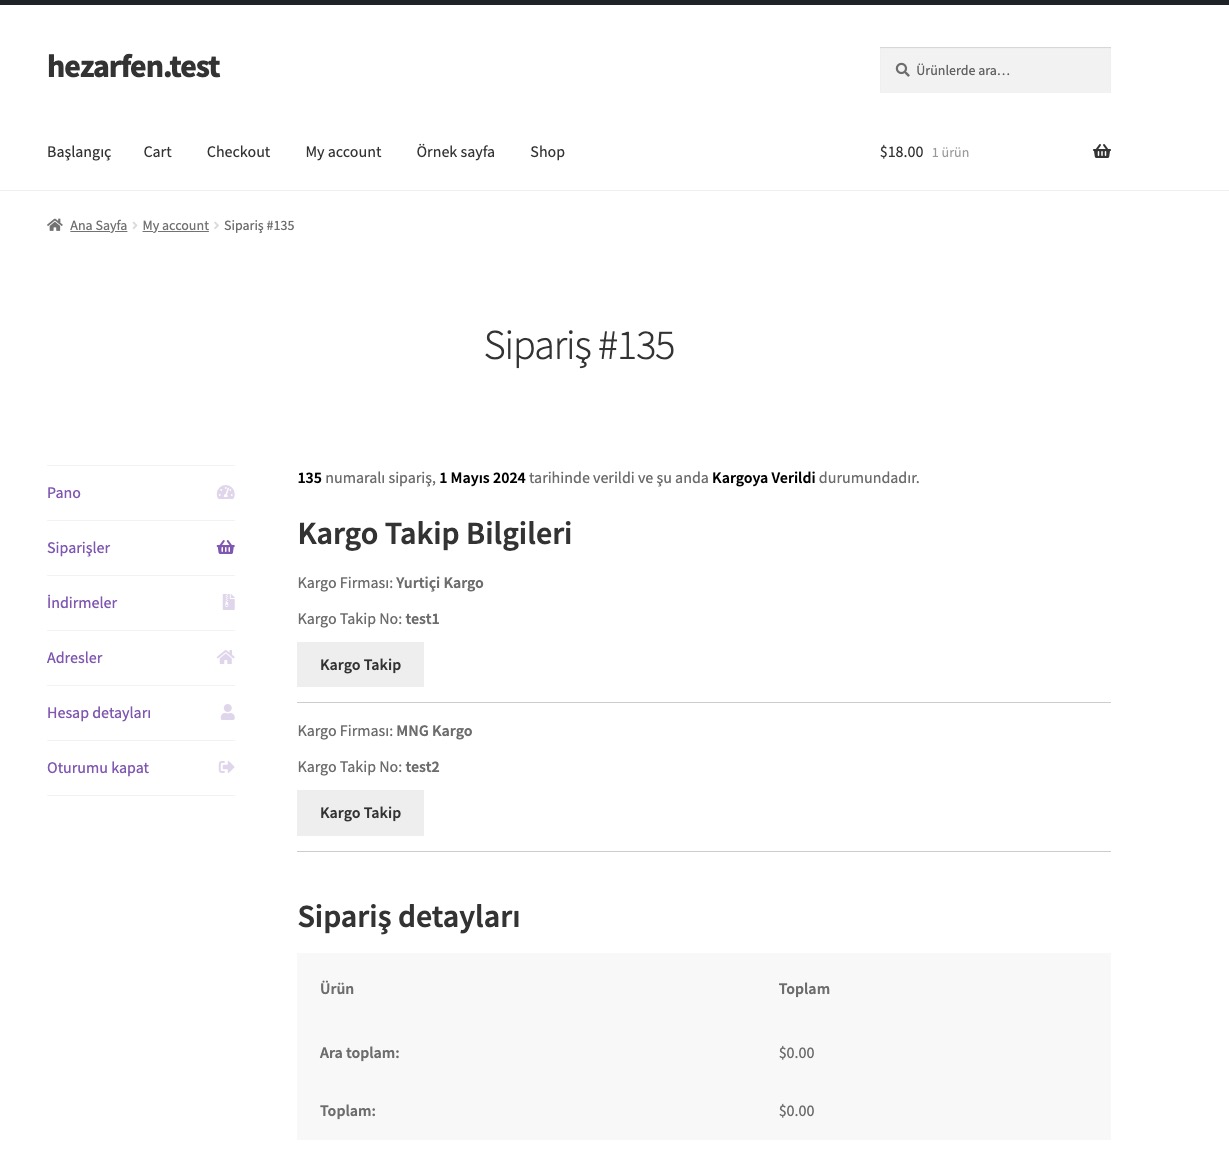 hezarfen.test
Ürünlerde ara…
Başlangıç Cart Checkout My account Örnek sayfa Shop
$18.00 1 ürün
Ana Sayfa My account Sipariş #135
Sipariş #135
Pano
Siparişler
İndirmeler
Adresler
Hesap detayları
Oturumu kapat
135 numaralı sipariş, 1 Mayıs 2024 tarihinde verildi ve şu anda Kargoya Verildi durumundadır.
Kargo Takip Bilgileri
Kargo Firması: Yurtiçi Kargo
Kargo Takip No: test1
Kargo Takip
Kargo Firması: MNG Kargo
Kargo Takip No: test2
Kargo Takip
Sipariş detayları
Ürün Toplam
Ara toplam: $0.00
Toplam: $0.00